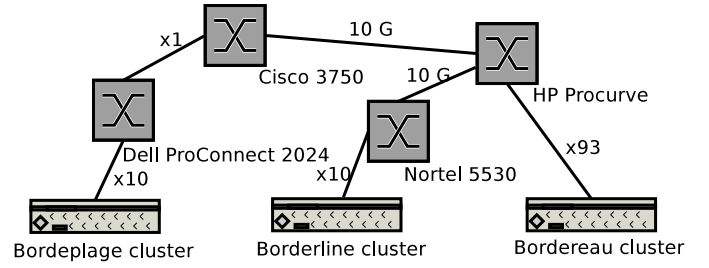 10 G
x1
Cisco 3750
10 G
HP Procurve
Dell ProConnect 2024
x93
x10
x10
Nortel 5530
Bordeplage cluster
Borderline cluster
Bordereau cluster